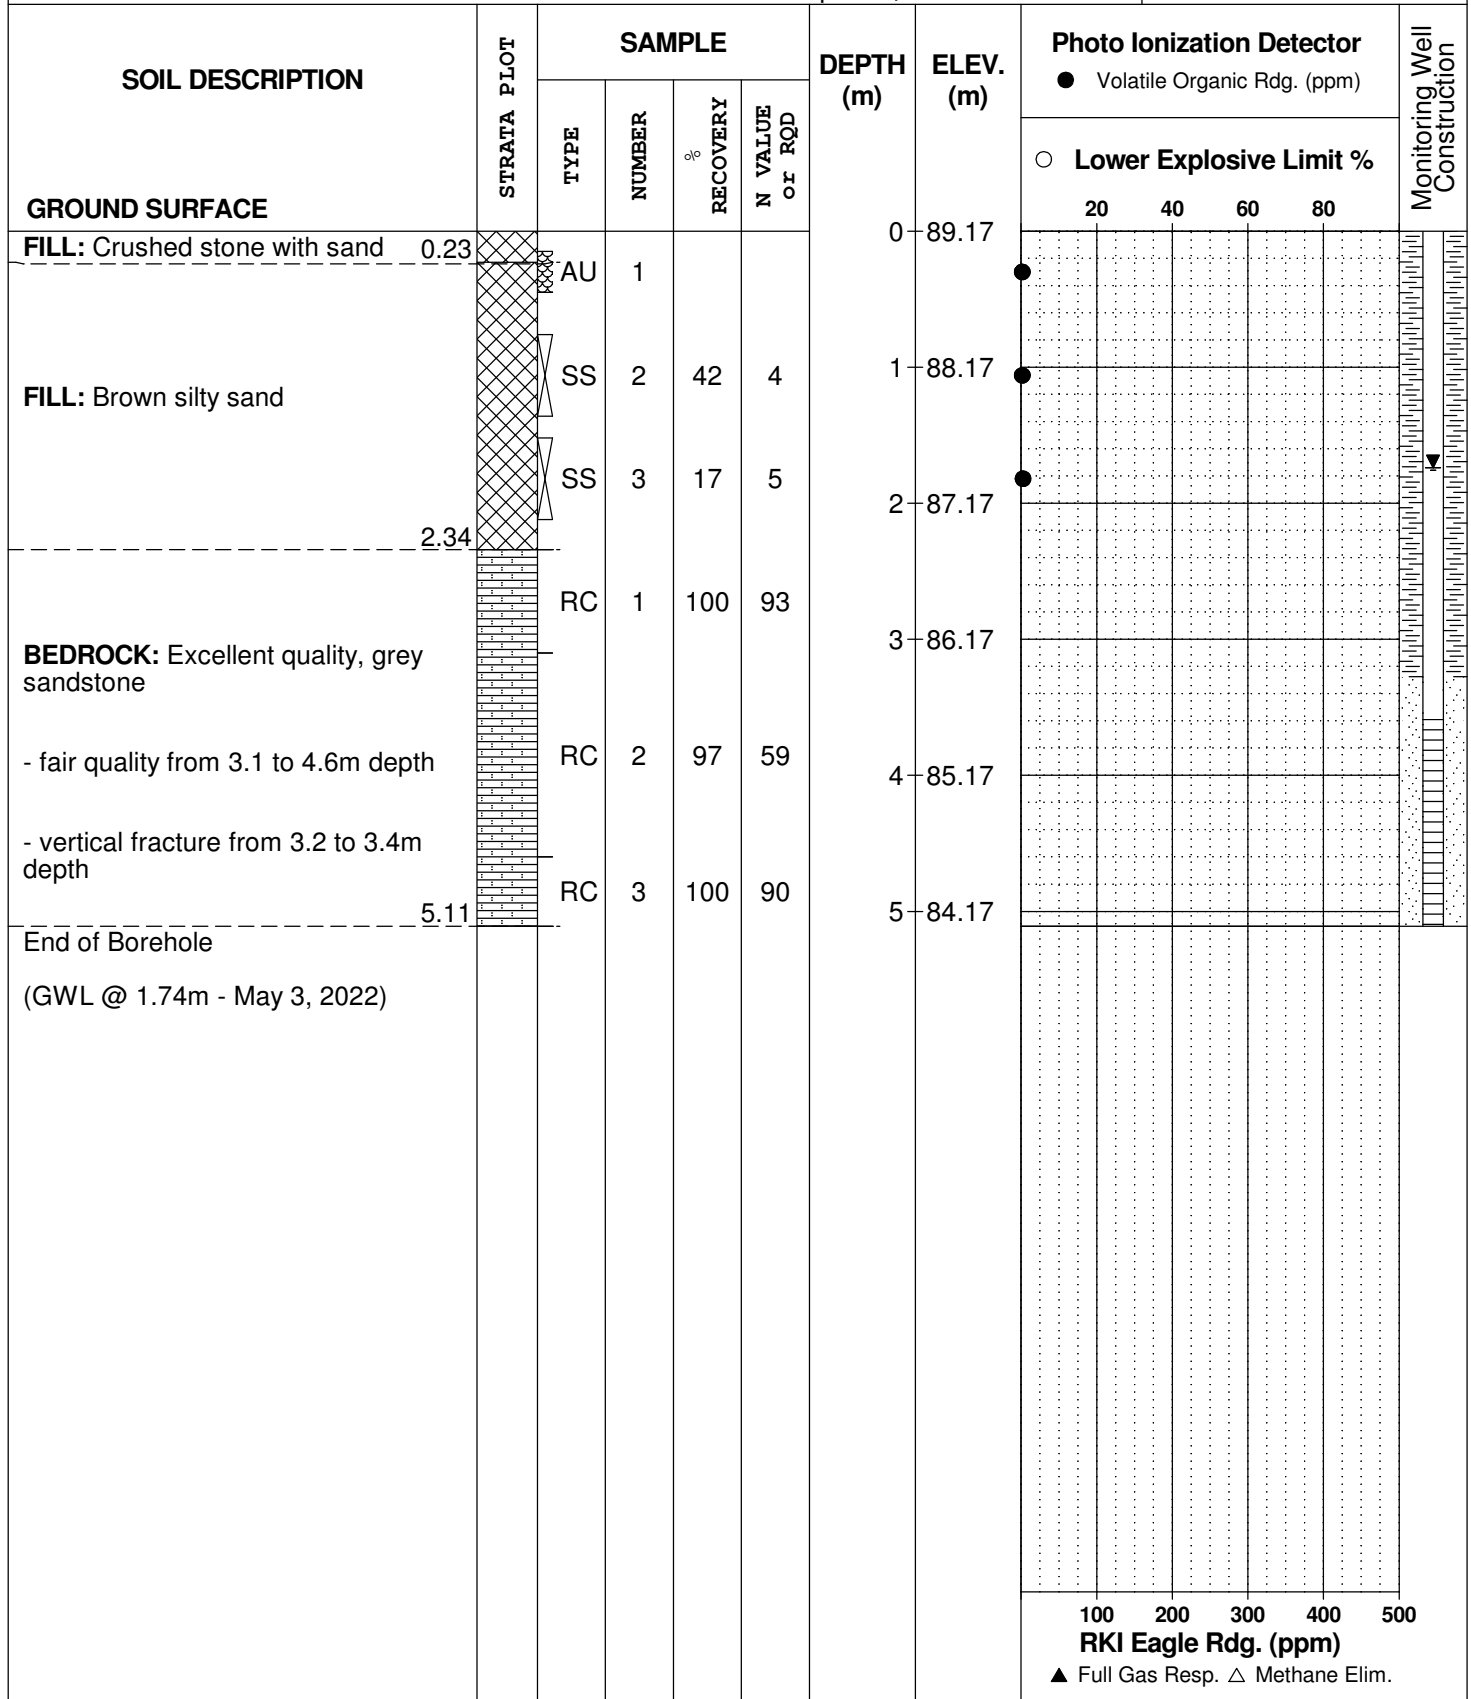 SOIL DESCRIPTION
GROUND SURFACE
STRATA PLOT
SAMPLE
TYPE
NUMBER
%
RECOVERY
N VALUE
or RQD
DEPTH
(m)
ELEV.
(m)
Photo Ionization Detector
● Volatile Organic Rdg. (ppm)
○ Lower Explosive Limit %
20 40 60 80
Monitoring Well
Construction
0 89.17
FILL: Crushed stone with sand 0.23
AU 1
FILL: Brown silty sand
SS 2 42 4
1 88.17
SS 3 17 5
2 87.17
2.34
RC 1 100 93
3 86.17
BEDROCK: Excellent quality, grey
sandstone
- fair quality from 3.1 to 4.6m depth
RC 2 97 59
4 85.17
- vertical fracture from 3.2 to 3.4m
depth
RC 3 100 90
5.11
5 84.17
End of Borehole
(GWL @ 1.74m - May 3, 2022)
100 200 300 400 500
RKI Eagle Rdg. (ppm)
▲ Full Gas Resp. △ Methane Elim.